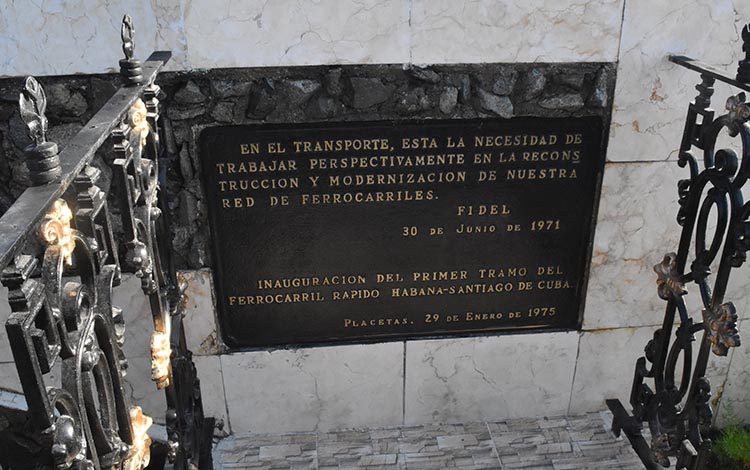 EN EL TRANSPORTE, ESTA LA NECESIDAD DE
TRABAJAR PERSPECTIVAMENTE EN LA RECONS
TRUCCION Y MODERNIZACION DE NUESTRA
RED DE FERROCARRILES.
FIDEL
30 DE JUNIO DE 1971
INAUGURACION DEL PRIMER TRAMO DEL
FERROCARRIL RAPIDO HABANA-SANTIAGO DE CUBA.
PLACETAS, 29 DE ENERO DE 1975